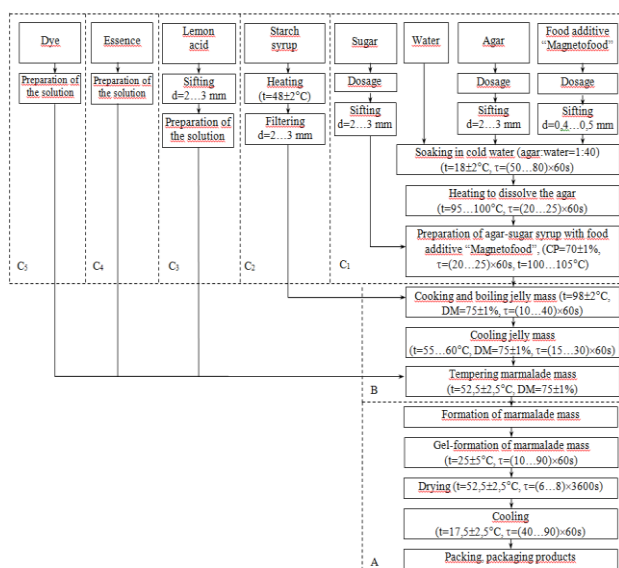 Dye
Essence
Lemon
acid
Starch
syrup
Sugar
Water
Agar
Food additive
“Magnetofood”
Preparation of
the solution
Preparation of
the solution
Sifting
d=2…3 mm
Heating
(t=48±2°C)
Dosage
Dosage
Dosage
Preparation of
the solution
Filtering
d=2…3 mm
Sifting
d=2…3 mm
Sifting
d=2…3 mm
Sifting
d=0,4…0,5 mm
Soaking in cold water (agar:water=1:40)
(t=18±2°C, τ=(50…80)×60s)
Heating to dissolve the agar
(t=95…100°C, τ=(20…25)×60s)
Preparation of agar-sugar syrup with food
additive “Magnetofood”, (CP=70±1%,
τ=(20…25)×60s, t=100…105°C)
C5
C4
C3
C2
C1
Cooking and boiling jelly mass (t=98±2°C,
DM=75±1%, τ=(10…40)×60s)
Cooling jelly mass
(t=55…60°C, DM=75±1%, τ=(15…30)×60s)
Tempering marmalade mass
(t=52,5±2,5°C, DM=75±1%)
B
Formation of marmalade mass
Gel-formation of marmalade mass
(t=25±5°C, τ=(10…90)×60s)
Drying (t=52,5±2,5°C, τ=(6…8)×3600s)
Cooling
(t=17,5±2,5°C, τ=(40…90)×60s)
Packing, packaging products
A